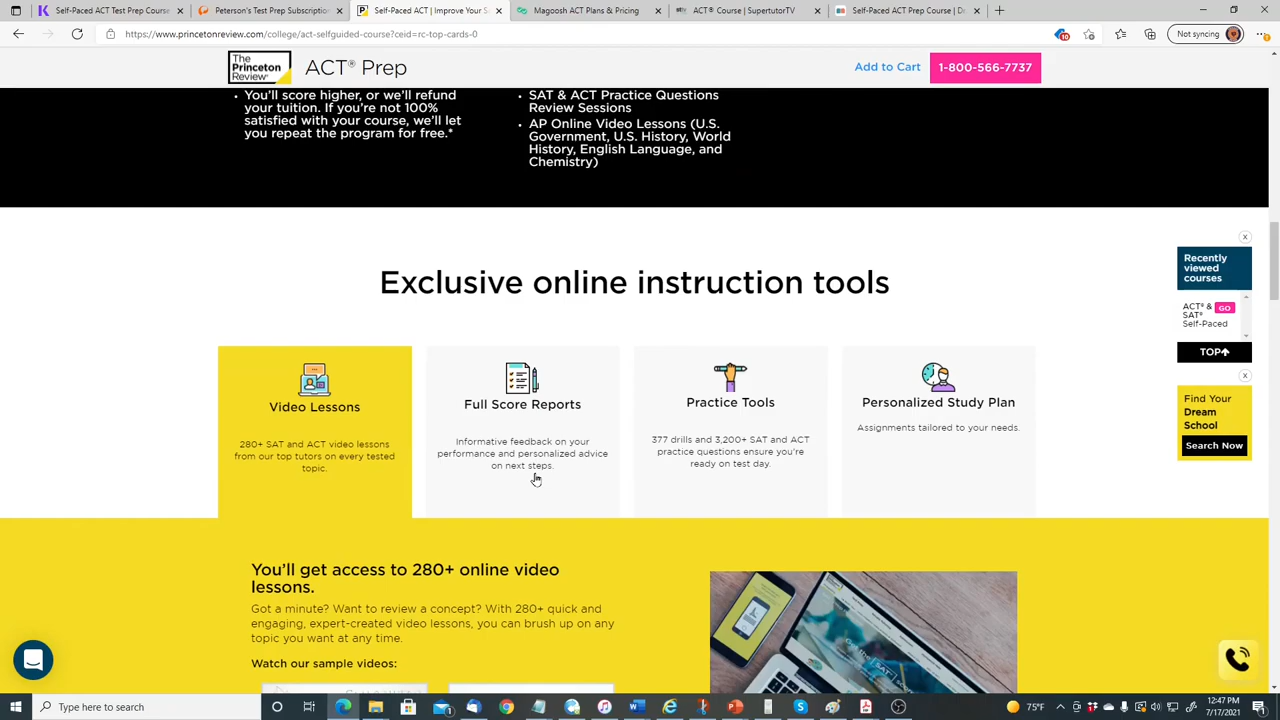 Self-Paced ACT Test Prep Course
Peterson's Test Prep Subscription
Self-Paced ACT | Improve Your S
Magoosh ACT Plans & Pricing
ACT® Course | SupertutorTV
Self-Paced ACT Prep Course | D
https://www.princetonreview.com/college/act-selfguided-course?ceid=rc-top-cards-0
10
Not syncing
The
Princeton
Review®
ACT® Prep
Add to Cart
1-800-566-7737
• You'll score higher, or we'll refund
your tuition. If you're not 100%
satisfied with your course, we'll let
you repeat the program for free.*
• SAT & ACT Practice Questions
Review Sessions
• AP Online Video Lessons (U.S.
Government, U.S. History, World
History, English Language, and
Chemistry)
Exclusive online instruction tools
X
Recently
viewed
courses
ACT® &
SAT®
Self-Paced
GO
TOP↑
X
Find Your
Dream
School
Search Now
Video Lessons
280+ SAT and ACT video lessons
from our top tutors on every tested
topic.
Full Score Reports
Informative feedback on your
performance and personalized advice
on next steps.
Practice Tools
377 drills and 3,200+ SAT and ACT
practice questions ensure you're
ready on test day.
Personalized Study Plan
Assignments tailored to your needs.
You'll get access to 280+ online video
lessons.
Got a minute? Want to review a concept? With 280+ quick and
engaging, expert-created video lessons, you can brush up on any
topic you want at any time.
Watch our sample videos:
Type here to search
75°F
12:47 PM
7/17/2021